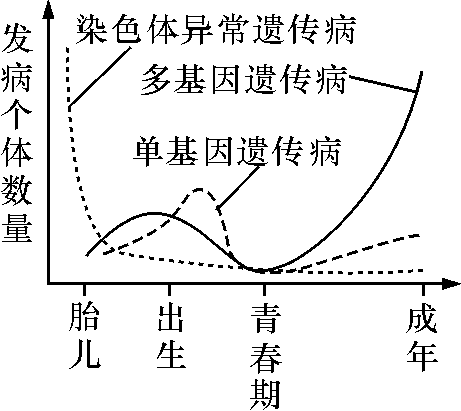 发病个体数量
染色体异常遗传病
多基因遗传病
单基因遗传病
胎儿
出生
青春期
成年